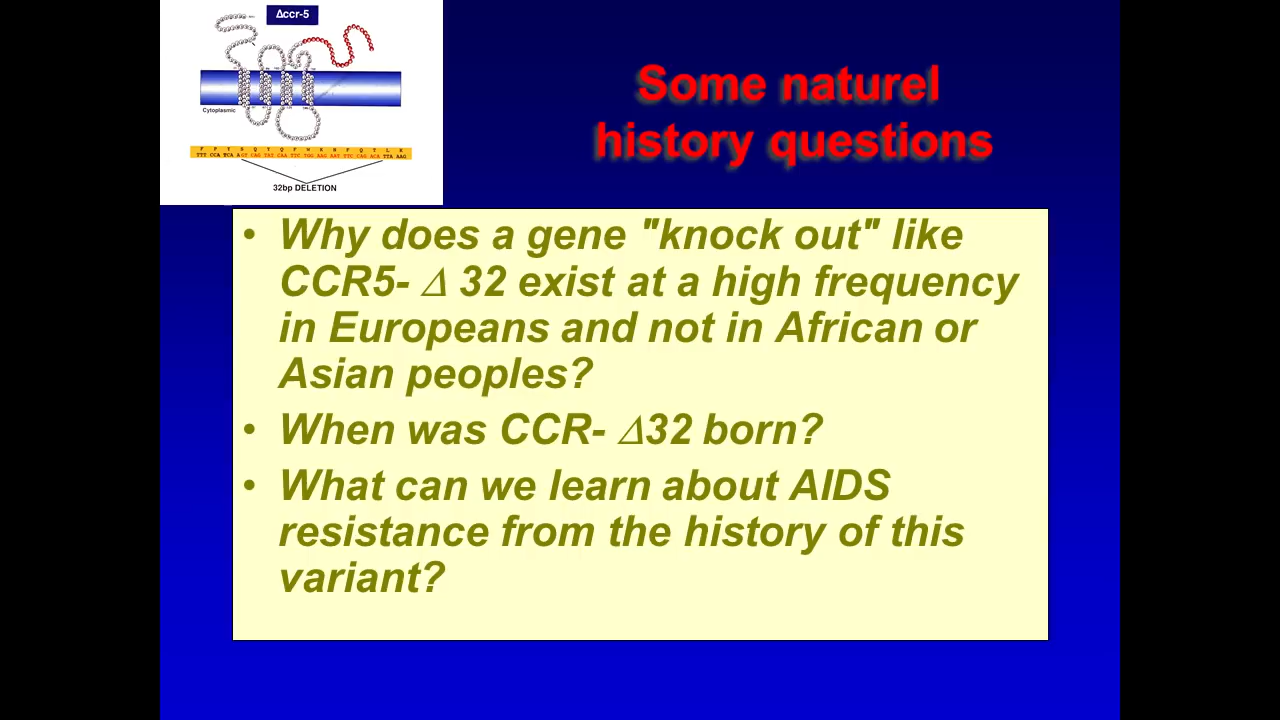 Δccr-5
Cytoplasmic
32bp DELETION
Some naturel
history questions
• Why does a gene "knock out" like
CCR5- Δ 32 exist at a high frequency
in Europeans and not in African or
Asian peoples?
• When was CCR- Δ32 born?
• What can we learn about AIDS
resistance from the history of this
variant?